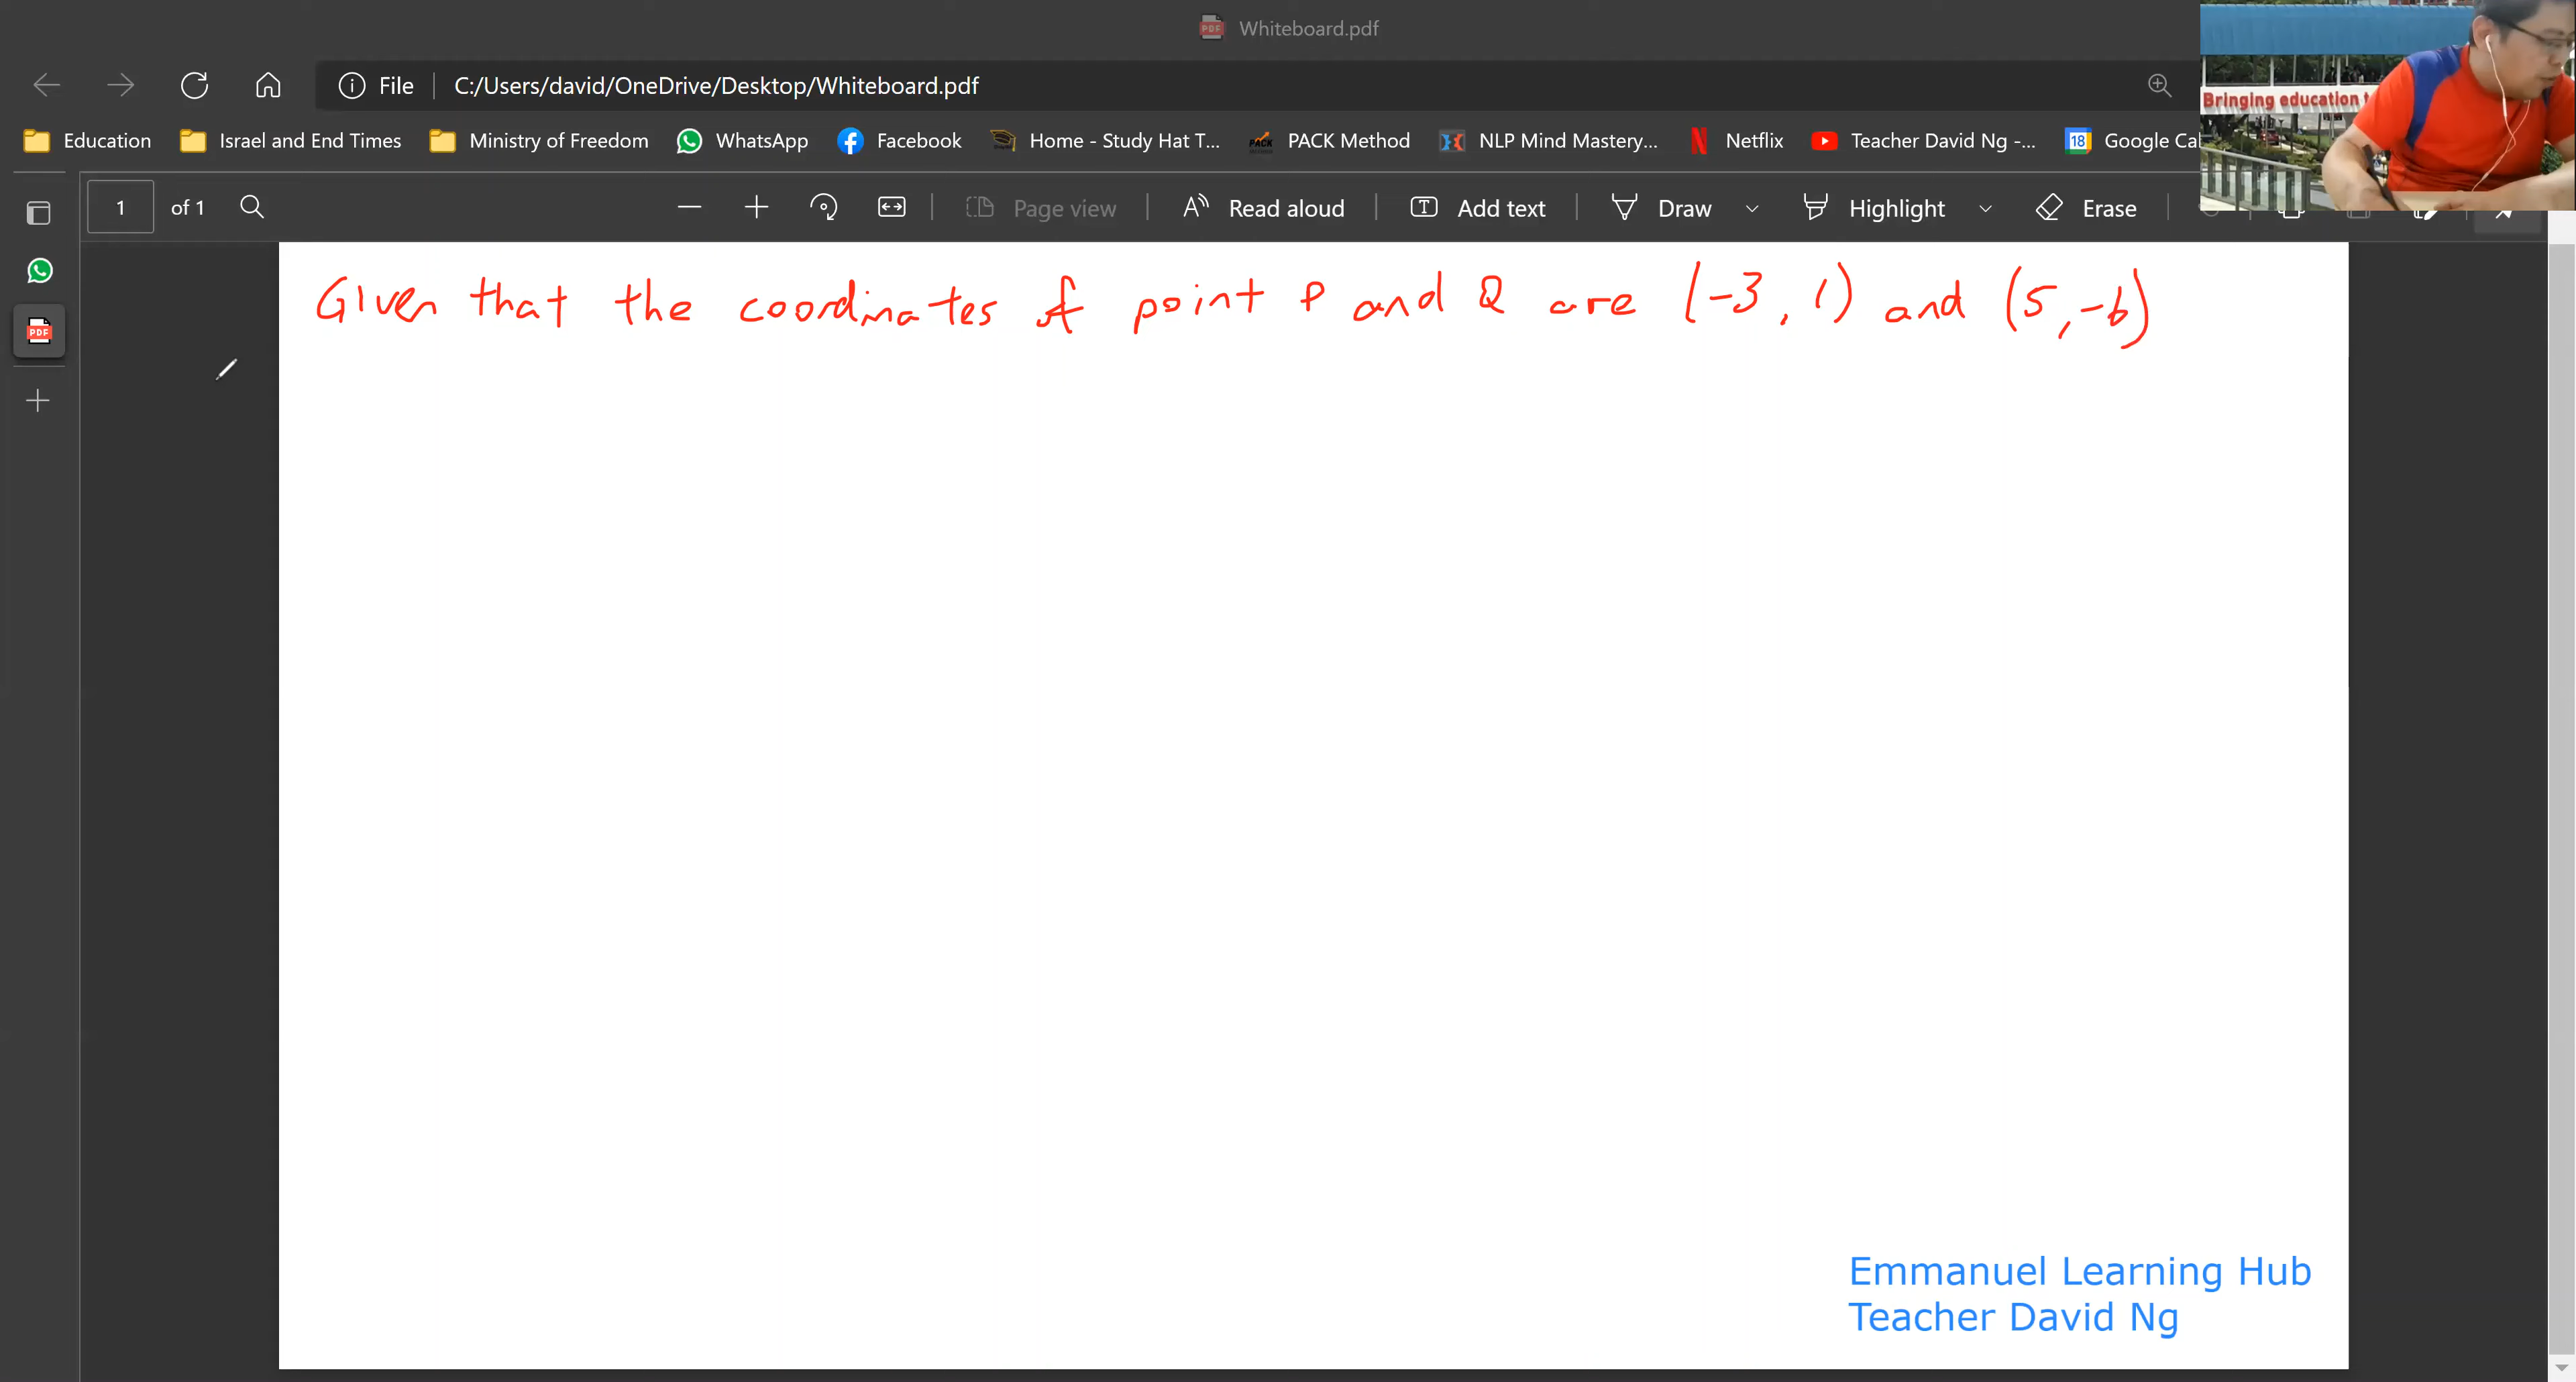 Whiteboard.pdf
File C:/Users/david/OneDrive/Desktop/Whiteboard.pdf
Education Israel and End Times Ministry of Freedom WhatsApp Facebook Home - Study Hat T... PACK Method NLP Mind Mastery... Netflix Teacher David Ng -... 18 Google Cal
Bringing education t
1 of 1 Page view Read aloud Add text Draw Highlight Erase
Given that the coordinates of point P and Q are (-3, 1) and (5, -6)
Emmanuel Learning Hub
Teacher David Ng